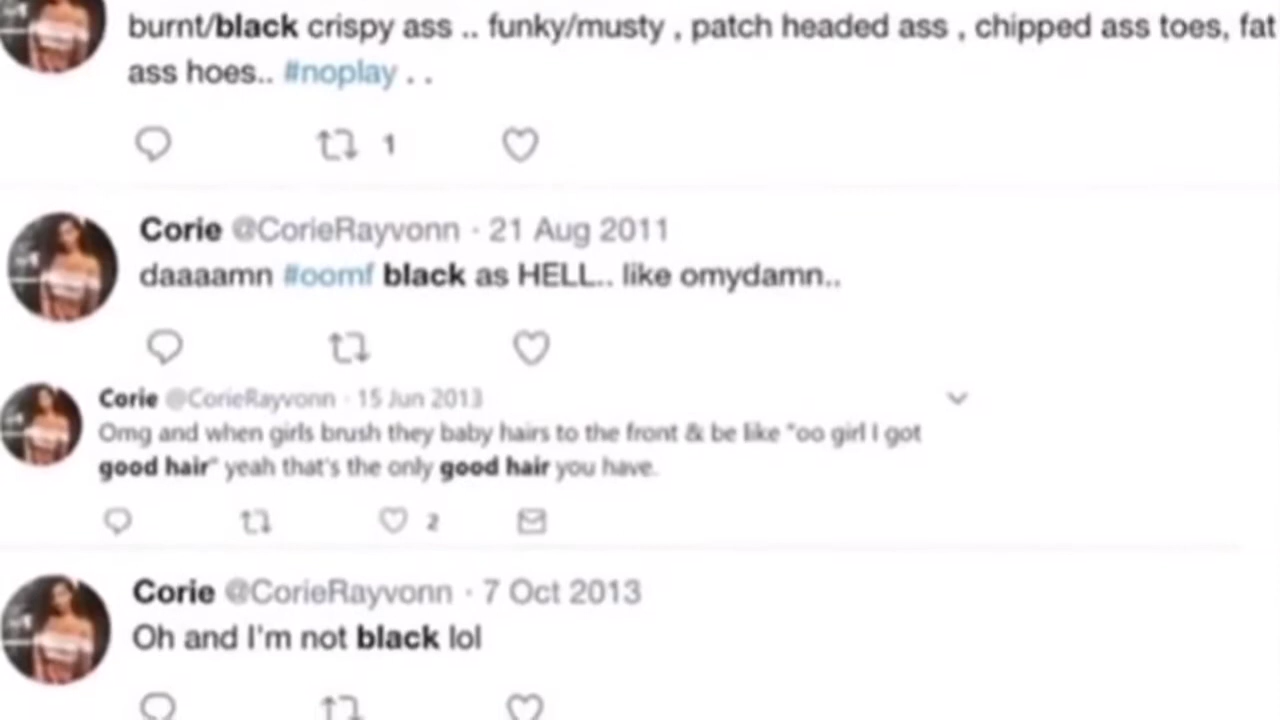 burnt/black crispy ass .. funky/musty , patch headed ass , chipped ass toes, fat
ass hoes.. #noplay . .
1
Corie @CorieRayvonn · 21 Aug 2011
daaaamn #oomf black as HELL.. like omydamn..
Corie @CorieRayvonn · 15 Jun 2013
Omg and when girls brush they baby hairs to the front & be like "oo girl I got
good hair" yeah that's the only good hair you have.
2
Corie @CorieRayvonn · 7 Oct 2013
Oh and I'm not black lol